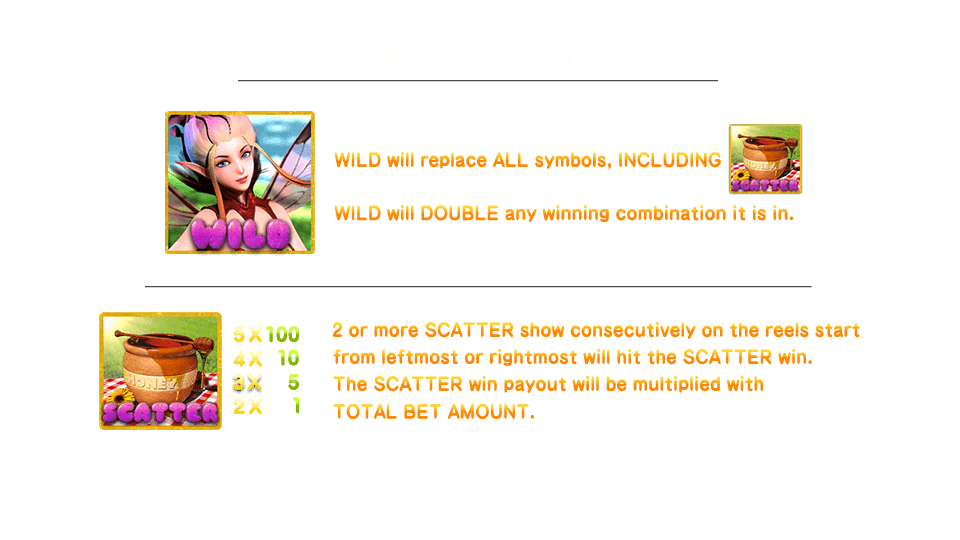 WILD will replace ALL symbols, INCLUDING
SCATTER
WILD
WILL DOUBLE any winning combination it is in.
HONEY
SCATTER
5X100
4X 10
3X 5
2X 1
2 or more SCATTER show consecutively on the reels start
from leftmost or rightmost will hit the SCATTER win.
The SCATTER win payout will be multiplied with
TOTAL BET AMOUNT.